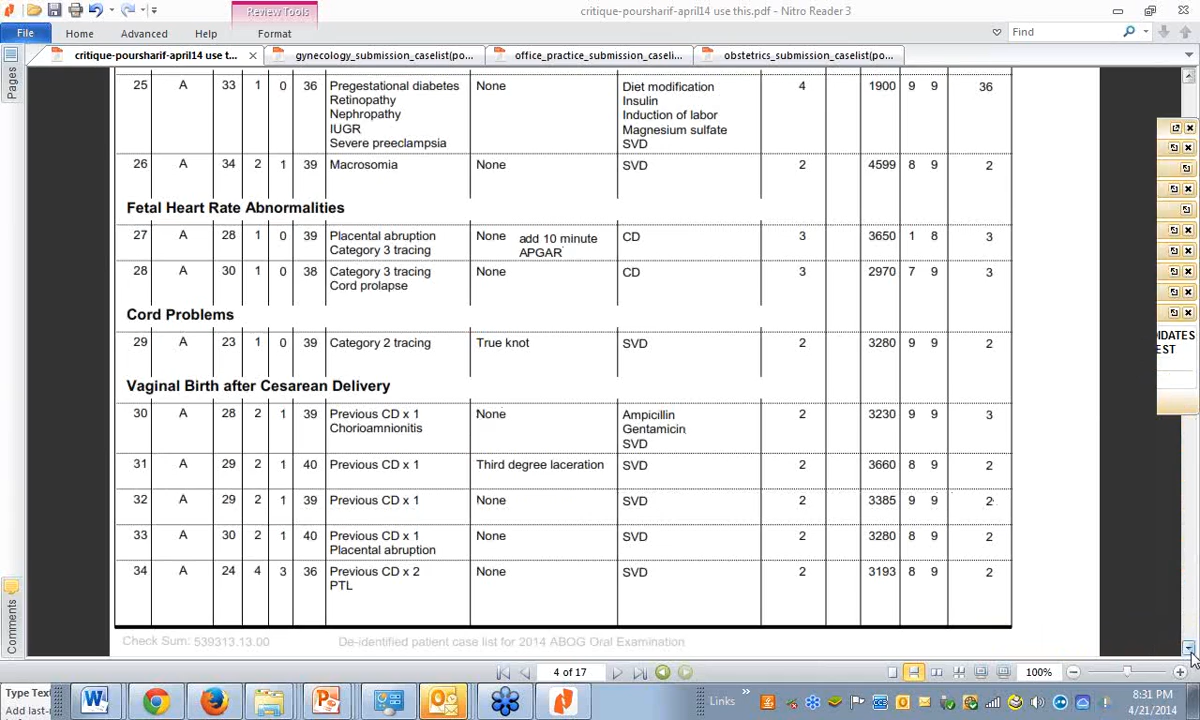 Review Tools
critique-poursharif-april14 use this.pdf - Nitro Reader 3
File Home Advanced Help Format Find
critique-poursharif-april14 use t... gynecology_submission_caselist(po... office_practice_submission_caseli... obstetrics_submission_caselist(po...
Pages
25 A 33 1 0 36 Pregestational diabetes None Diet modification 4 1900 9 9 36
Retinopathy Insulin
Nephropathy Induction of labor
IUGR Magnesium sulfate
Severe preeclampsia SVD
26 A 34 2 1 39 Macrosomia None SVD 2 4599 8 9 2
Fetal Heart Rate Abnormalities
27 A 28 1 0 39 Placental abruption None add 10 minute CD 3 3650 1 8 3
Category 3 tracing APGAR
28 A 30 1 0 38 Category 3 tracing None CD 3 2970 7 9 3
Cord prolapse
IDATES
EST
Cord Problems
29 A 23 1 0 39 Category 2 tracing True knot SVD 2 3280 9 9 2
Vaginal Birth after Cesarean Delivery
30 A 28 2 1 39 Previous CD x 1 None Ampicillin 2 3230 9 9 3
Chorioamnionitis Gentamicin
SVD
31 A 29 2 1 40 Previous CD x 1 Third degree laceration SVD 2 3660 8 9 2
32 A 29 2 1 39 Previous CD x 1 None SVD 2 3385 9 9 2
33 A 30 2 1 40 Previous CD x 1 None SVD 2 3280 8 9 2
Placental abruption
34 A 24 4 3 36 Previous CD x 2 None SVD 2 3193 8 9 2
PTL
Comments
Check Sum: 539313.13.00 De-identified patient case list for 2014 ABOG Oral Examination
4 of 17 100%
Type Text
Add last-
Links
8:31 PM
4/21/2014